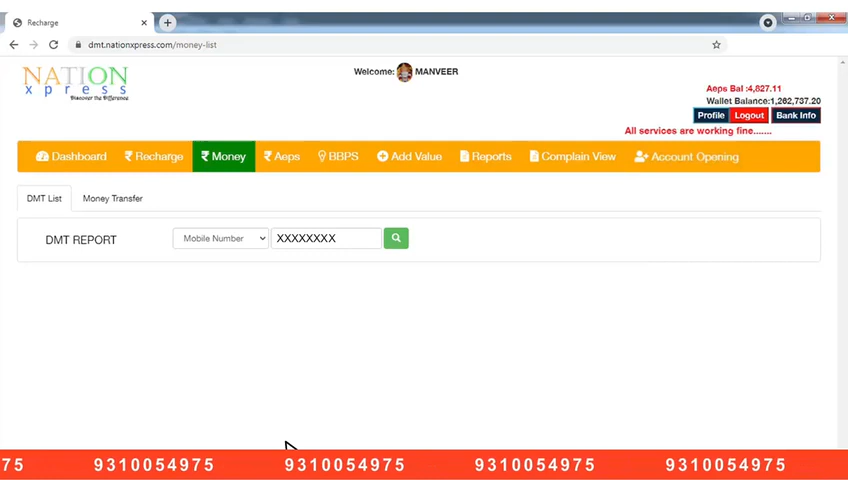 Recharge
dmt.nationxpress.com/money-list
NATION
xpress
Discover the Difference
Welcome: MANVEER
Aeps Bal :4,827.11
Wallet Balance:1,262,737.20
Profile Logout Bank Info
All services are working fine.......
Dashboard ₹ Recharge ₹ Money ₹ Aeps BBPS Add Value Reports Complain View Account Opening
DMT List Money Transfer
DMT REPORT Mobile Number XXXXXXXX
75 9310054975 9310054975 9310054975 9310054975